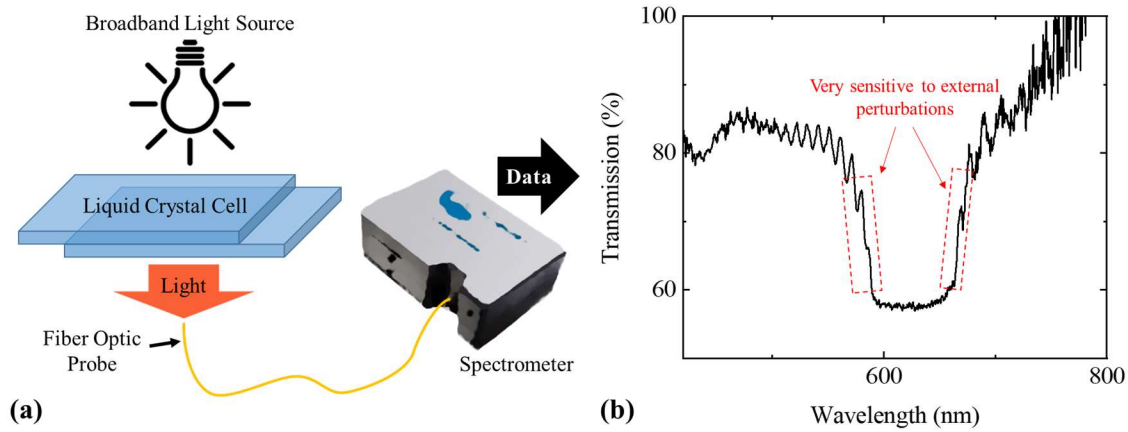 Broadband Light Source
Liquid Crystal Cell
Light
Fiber Optic
Probe
Data
Spectrometer
(a)
100
80
60
Transmission (%)
Very sensitive to external
perturbations
600
800
Wavelength (nm)
(b)